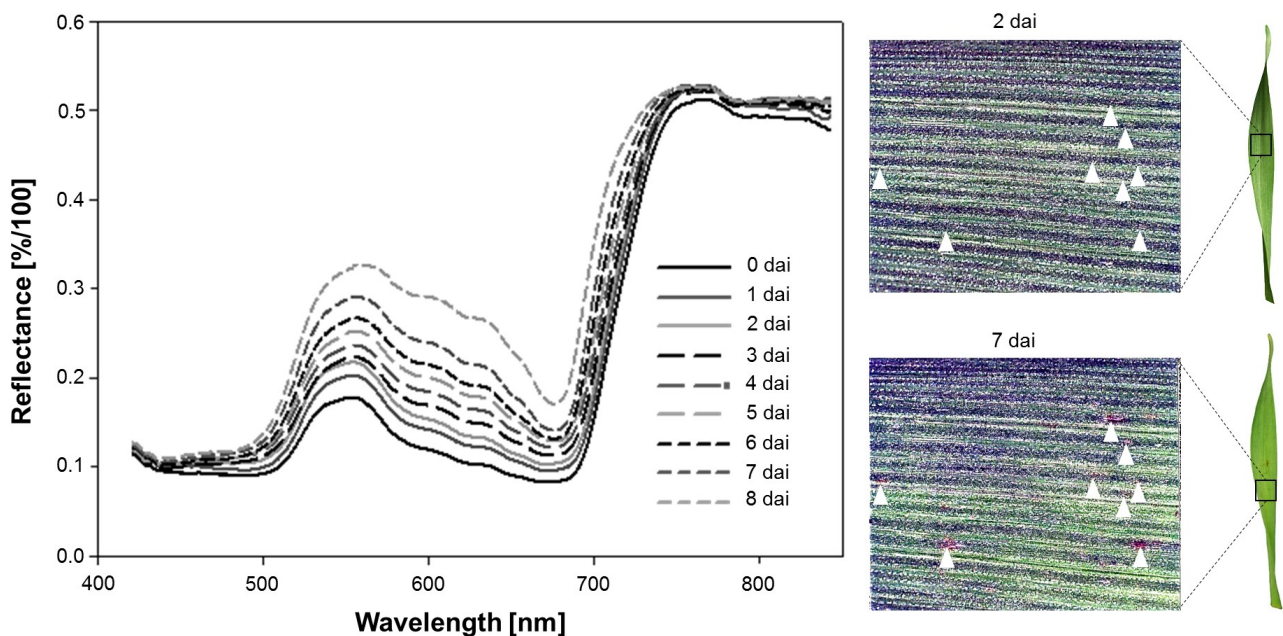 0.6
0.5
0.4
0.3
0.2
0.1
0.0
400
500
600
700
800
Reflectance [%/100]
Wavelength [nm]
0 dai
1 dai
2 dai
3 dai
4 dai
5 dai
6 dai
7 dai
8 dai
2 dai
7 dai